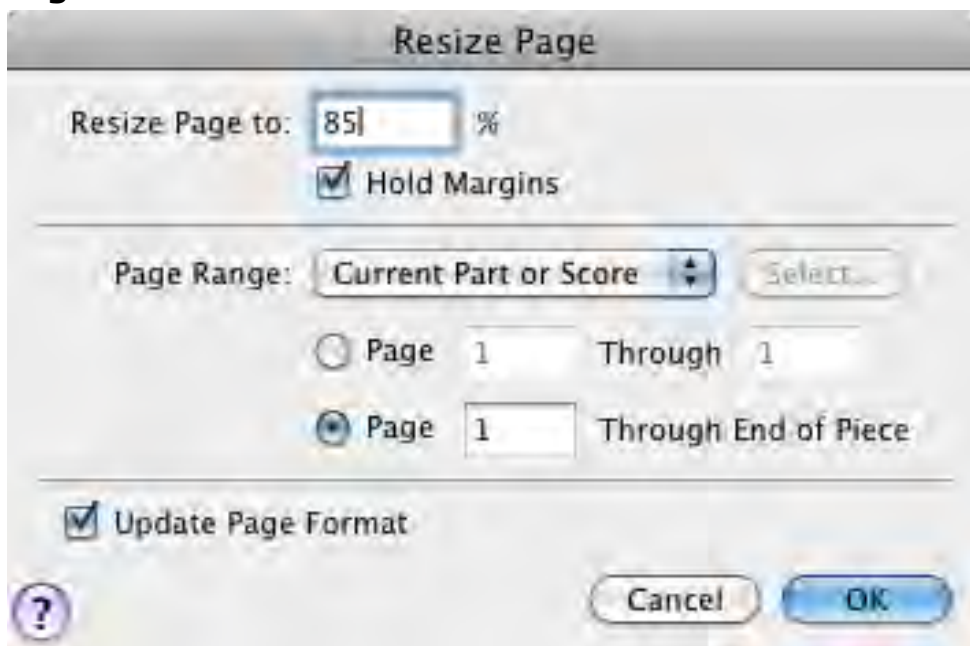 Resize Page
Resize Page to: 85 %
Hold Margins
Page Range: Current Part or Score Select...
Page 1 Through 1
Page 1 Through End of Piece
Update Page Format
? Cancel OK